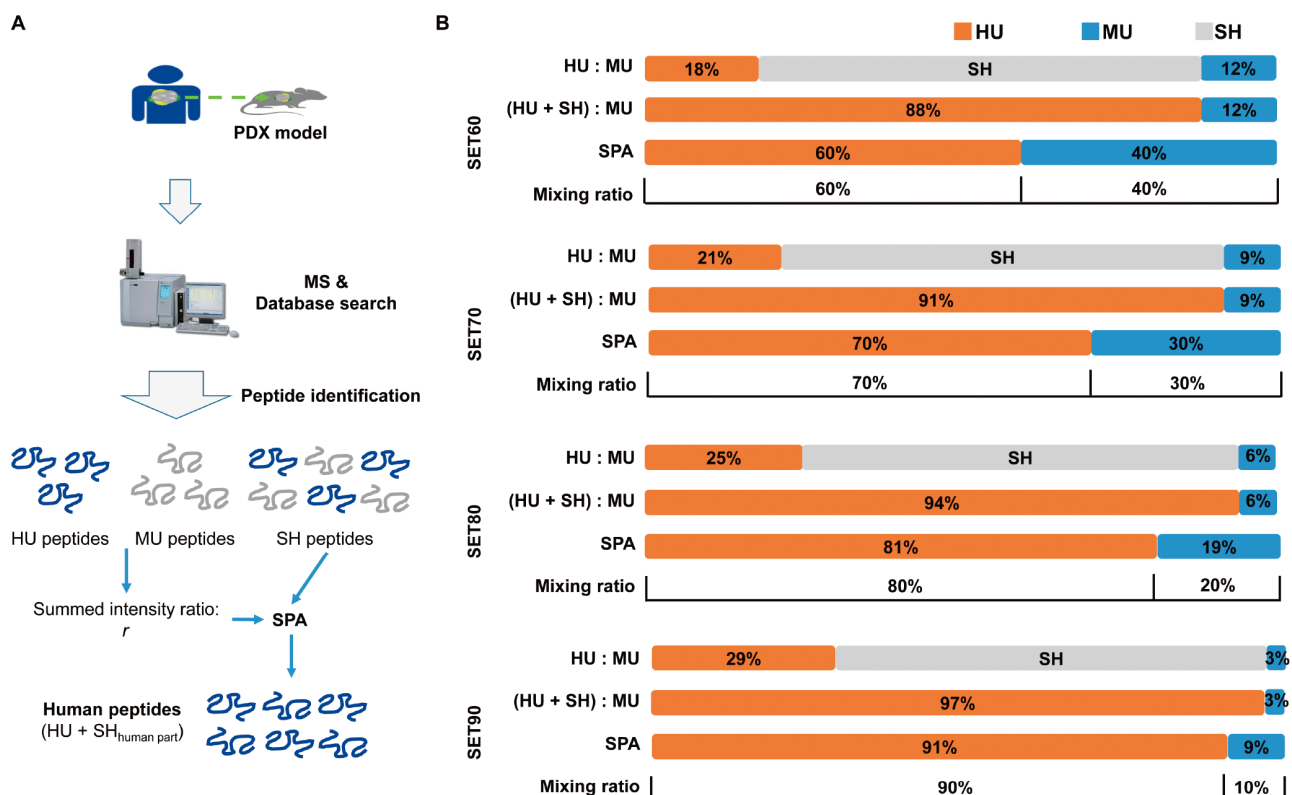 A
PDX model
MS &
Database search
Peptide identification
HU peptides
MU peptides
SH peptides
Summed intensity ratio:
r
SPA
Human peptides
(HU + SHhuman part)
B
HU
MU
SH
SET60
HU : MU
18%
SH
12%
(HU + SH) : MU
88%
12%
SPA
60%
40%
Mixing ratio
60%
40%
SET70
HU : MU
21%
SH
9%
(HU + SH) : MU
91%
9%
SPA
70%
30%
Mixing ratio
70%
30%
SET80
HU : MU
25%
SH
6%
(HU + SH) : MU
94%
6%
SPA
81%
19%
Mixing ratio
80%
20%
SET90
HU : MU
29%
SH
3%
(HU + SH) : MU
97%
3%
SPA
91%
9%
Mixing ratio
90%
10%